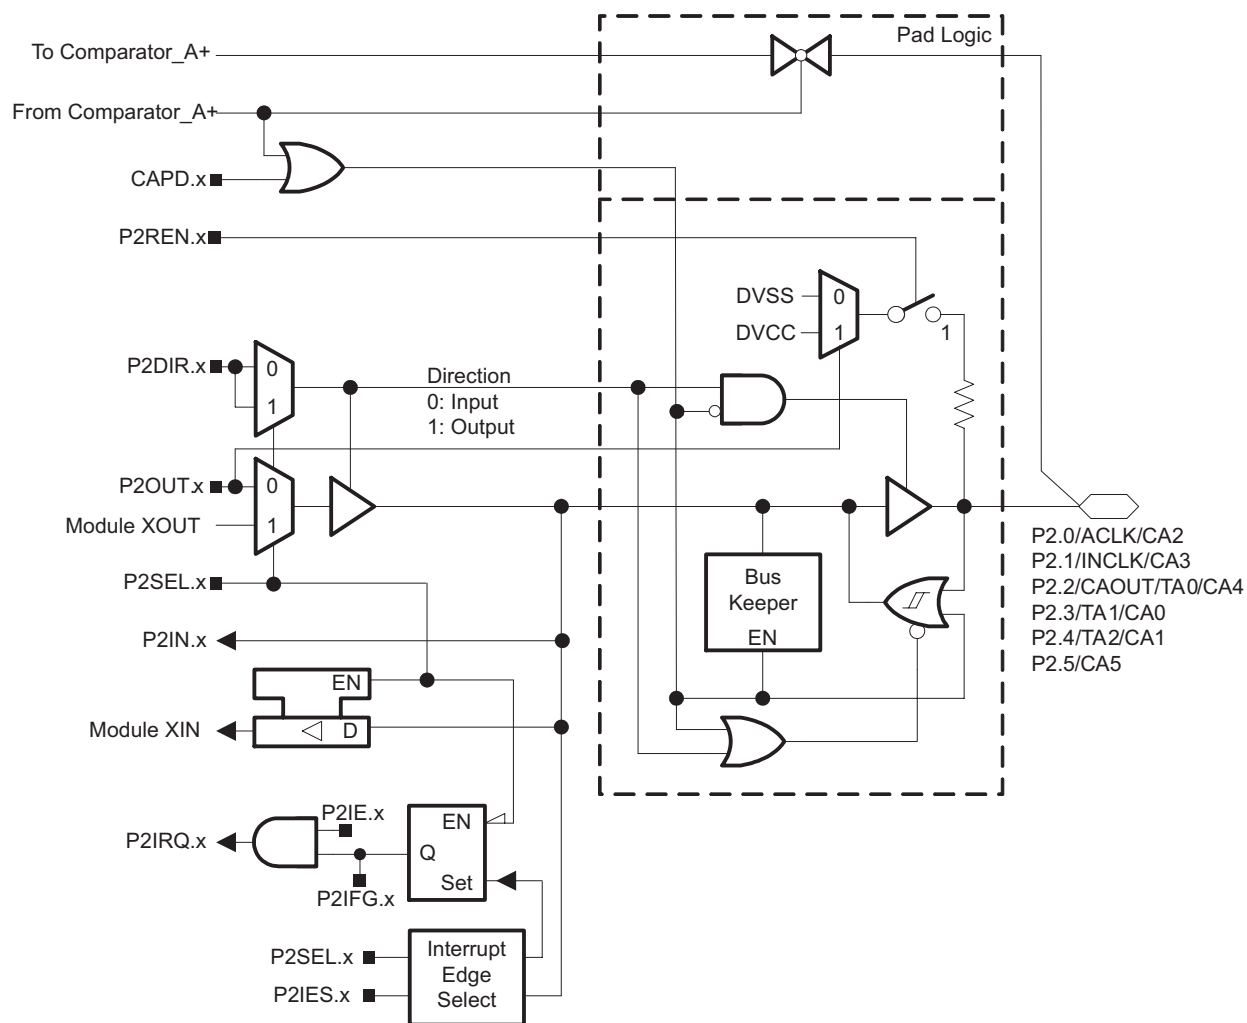 Pad Logic
To Comparator_A+
From Comparator_A+
CAPD.x
P2REN.x
DVSS
0
DVCC
1
1
P2DIR.x
0
1
Direction
0: Input
1: Output
P2OUT.x
0
Module XOUT
1
P2SEL.x
P2.0/ACLK/CA2
P2.1/INCLK/CA3
P2.2/CAOUT/TA0/CA4
P2.3/TA1/CA0
P2.4/TA2/CA1
P2.5/CA5
Bus
Keeper
EN
P2IN.x
EN
Module XIN
D
P2IE.x
P2IRQ.x
P2IFG.x
EN
Q
Set
P2SEL.x
P2IES.x
Interrupt
Edge
Select